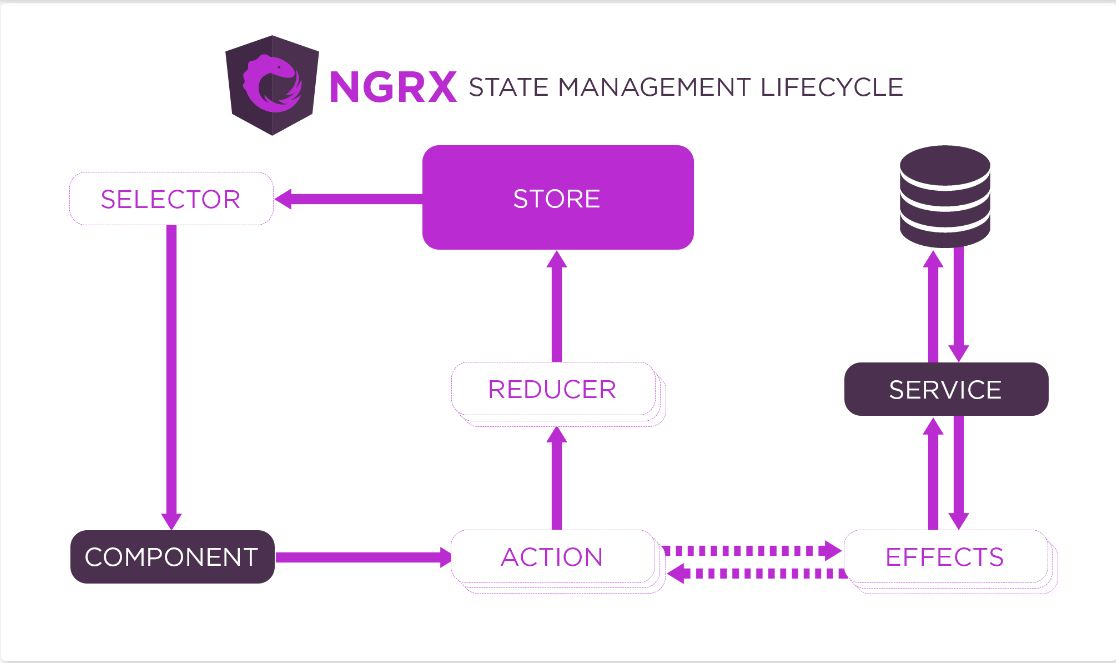 NGRX STATE MANAGEMENT LIFECYCLE
SELECTOR
STORE
REDUCER
SERVICE
COMPONENT
ACTION
EFFECTS